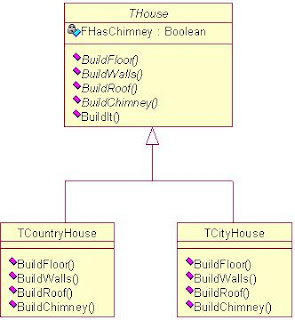 THouse
FHasChimney : Boolean
BuildFloor()
BuildWalls()
BuildRoof()
BuildChimney()
BuildIt()
TCountryHouse
BuildFloor()
BuildWalls()
BuildRoof()
BuildChimney()
TCityHouse
BuildFloor()
BuildWalls()
BuildRoof()
BuildChimney()